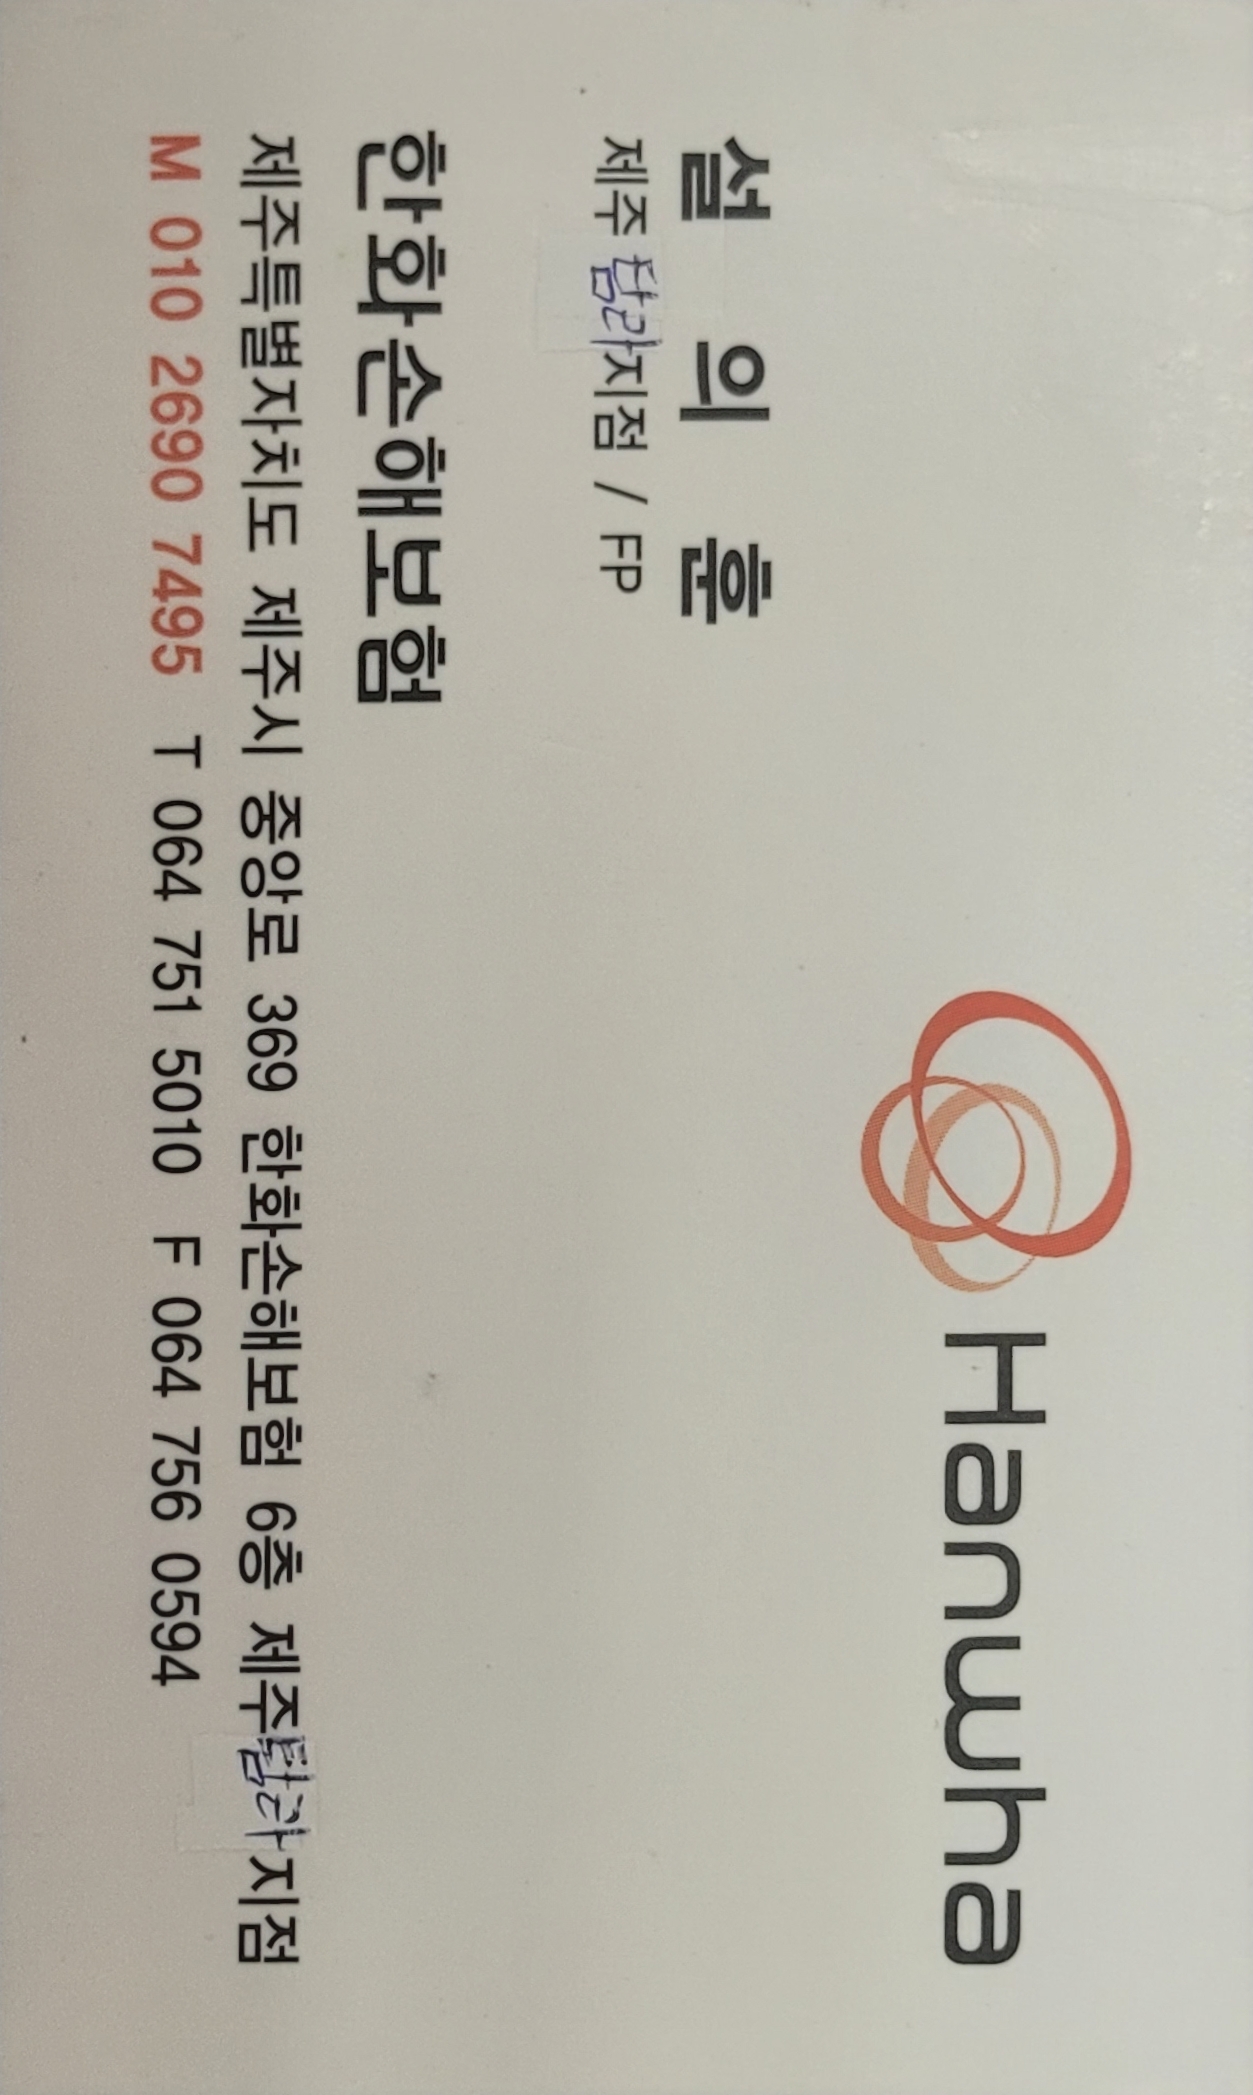 Hanwha
설 의 훈
제주탐라지점 / FP
한화손해보험
제주특별자치도 제주시 중앙로 369 한화손해보험 6층 제주탐라지점
M 010 2690 7495 T 064 751 5010 F 064 756 0594